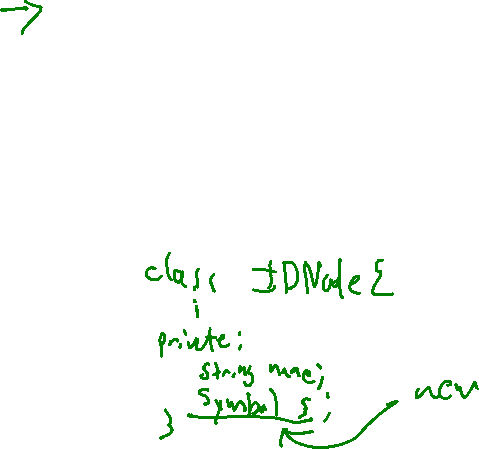 class IDNode {
:
private:
string name;
Symbol s;
}
new